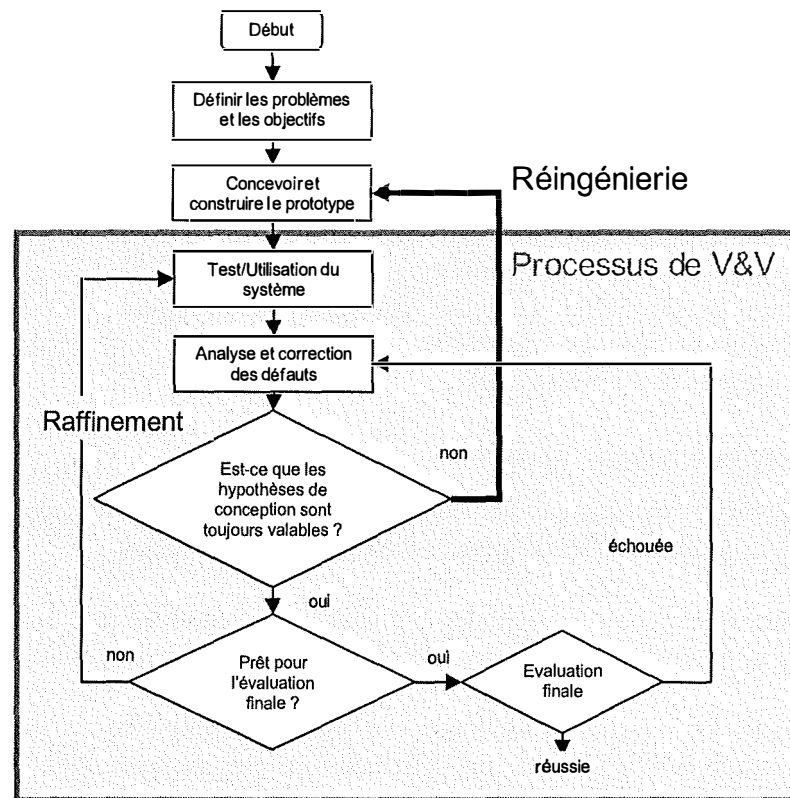 Début
Définir les problèmes
et les objectifs
Concevoir et
construire le prototype
Réingénierie
Processus de V&V
Test/Utilisation du
système
Analyse et correction
des défauts
Raffinement
non
Est-ce que les
hypothèses de
conception sont
toujours valables ?
échouée
oui
non
Prêt pour
l'évaluation
finale ?
oui
Evaluation
finale
réussie